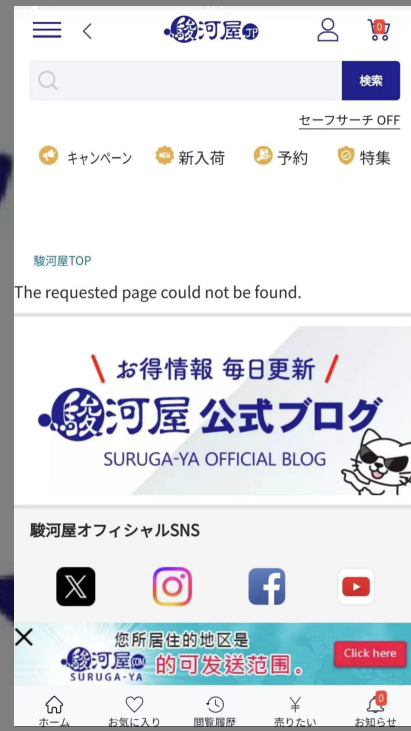 駿河屋.JP
0
検索
セーフサーチ OFF
キャンペーン
NEW 新入荷
予約
特集
駿河屋TOP
The requested page could not be found.
お得情報 毎日更新
駿河屋 公式ブログ
SURUGA-YA OFFICIAL BLOG
駿河屋オフィシャルSNS
您所居住的地区是
駿河屋.COM 的可发送范围。
SURUGA-YA
Click here
0
ホーム
お気に入り
閲覧履歴
¥
売りたい
お知らせ